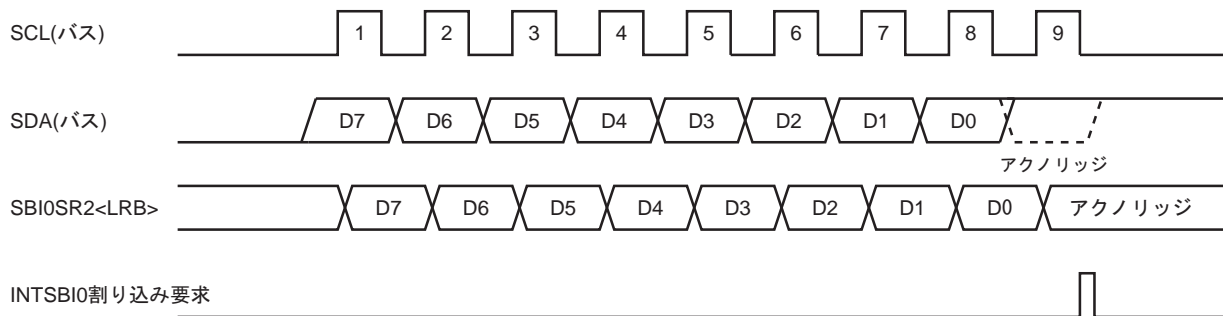 SCL(バス) 1 2 3 4 5 6 7 8 9
SDA(バス) D7 D6 D5 D4 D3 D2 D1 D0
アクノリッジ
SBI0SR2<LRB> D7 D6 D5 D4 D3 D2 D1 D0 アクノリッジ
INTSBI0割り込み要求